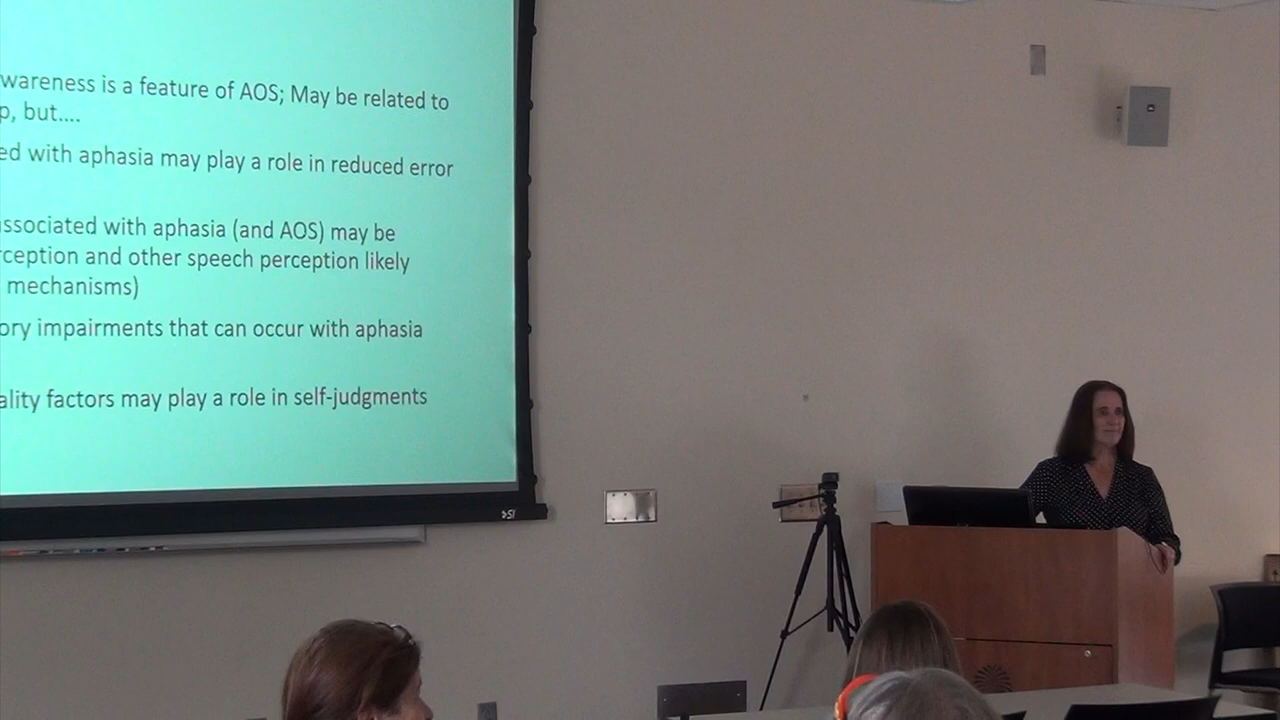 wareness is a feature of AOS; May be related to
p, but....
ed with aphasia may play a role in reduced error
associated with aphasia (and AOS) may be
rception and other speech perception likely
mechanisms)
ory impairments that can occur with aphasia
ality factors may play a role in self-judgments